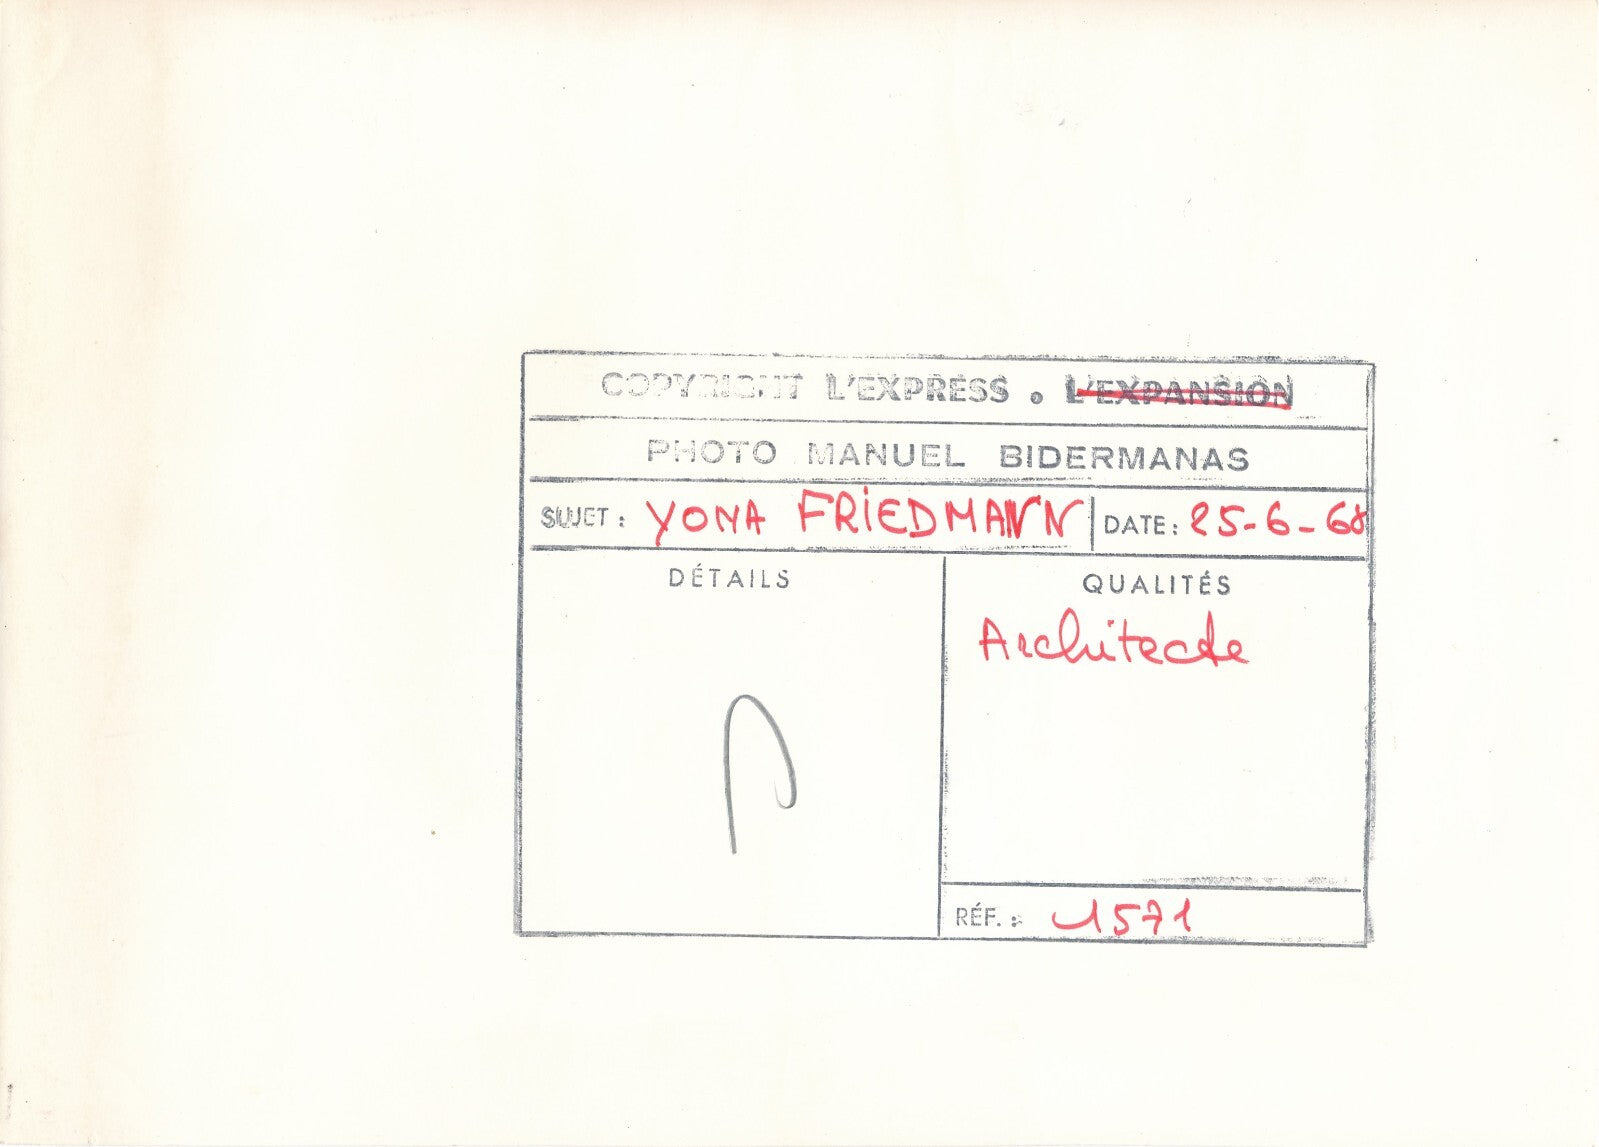 COPYRIGHT L'EXPRESS . L'EXPANSION
PHOTO MANUEL BIDERMANAS
SUJET : YONA FRIEDMANN DATE : 25-6-68
DÉTAILS QUALITÉS
Architecte
RÉF. : 1571